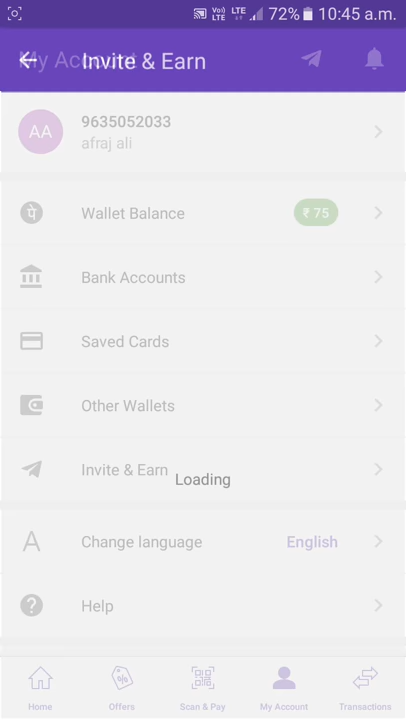 Vo)) LTE LTE 72% 10:45 a.m.
My Account
Invite & Earn
AA
9635052033
afraj ali
पे
Wallet Balance
₹ 75
Bank Accounts
Saved Cards
Other Wallets
Invite & Earn
Loading
A
Change language
English
? Help
%
Home
Offers
Scan & Pay
My Account
Transactions